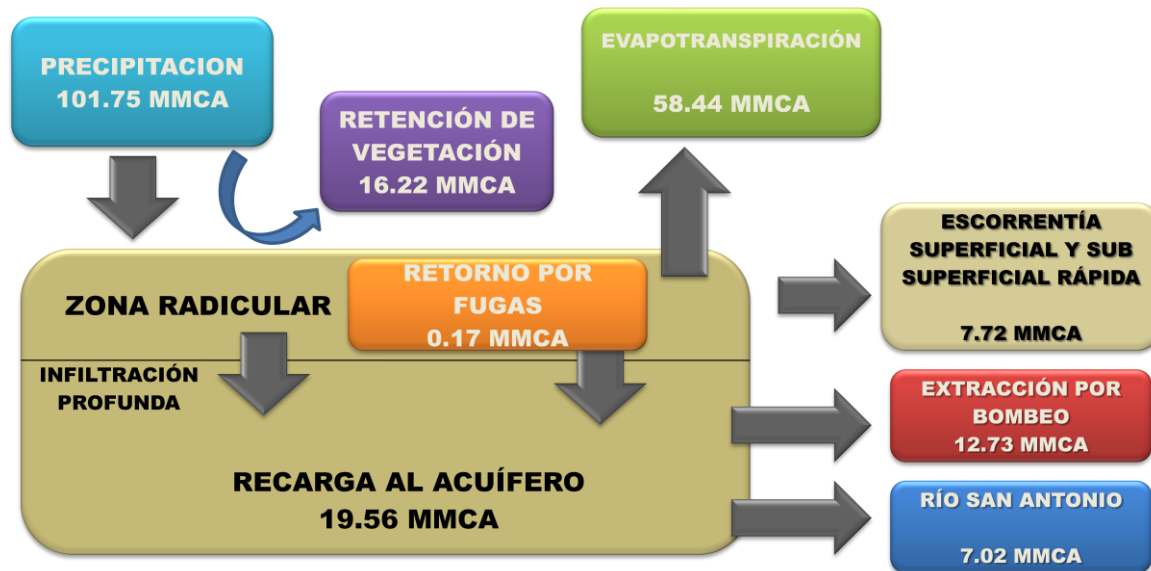 PRECIPITACION
101.75 MMCA
RETENCIÓN DE
VEGETACIÓN
16.22 MMCA
EVAPOTRANSPIRACIÓN
58.44 MMCA
ESCORRENTÍA
SUPERFICIAL Y SUB
SUPERFICIAL RÁPIDA
7.72 MMCA
ZONA RADICULAR
RETORNO POR
FUGAS
0.17 MMCA
INFILTRACIÓN
PROFUNDA
EXTRACCIÓN POR
BOMBEO
12.73 MMCA
RECARGA AL ACUÍFERO
19.56 MMCA
RÍO SAN ANTONIO
7.02 MMCA